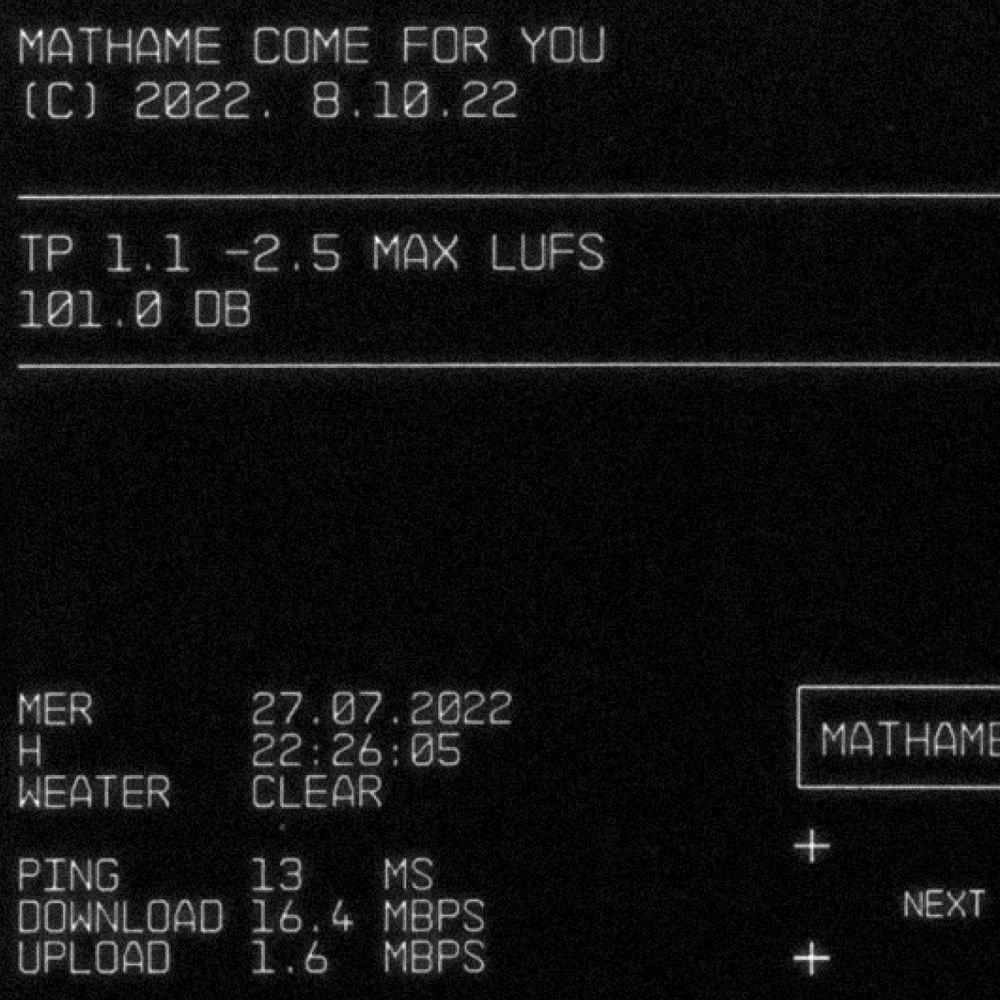 MATHAME COME FOR YOU
(C) 2022. 8.10.22
TP 1.1 -2.5 MAX LUFS
101.0 DB
MER 27.07.2022
H 22:26:05
WEATER CLEAR
MATHAME
PING 13 MS
DOWNLOAD 16.4 MBPS
UPLOAD 1.6 MBPS
NEXT